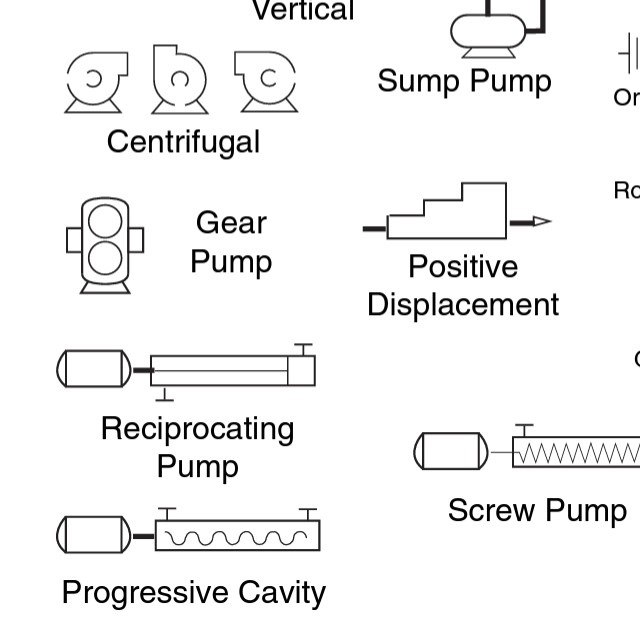 Vertical
Sump Pump
Centrifugal
Gear
Pump
Positive
Displacement
Reciprocating
Pump
Screw Pump
Progressive Cavity